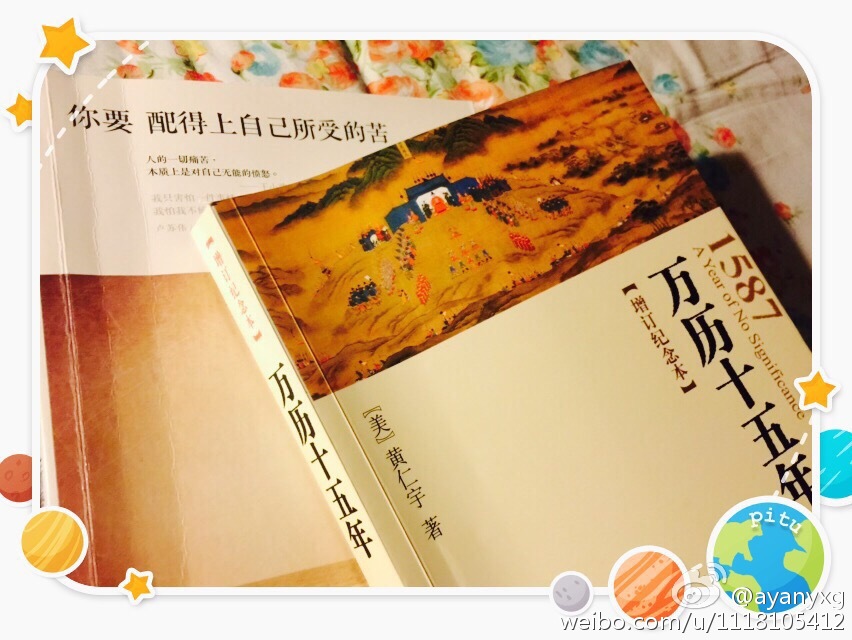 你要 配得上自己所受的苦
人的一切痛苦，
本质上是对自己无能的愤怒。
卢苏伟
【增订纪念本】
万历十五年
1587
A Year of No Significance
万历十五年
【增订纪念本】
[美] 黄仁宇 著
pitu
@ayanyxg
weibo.com/u/1118105412